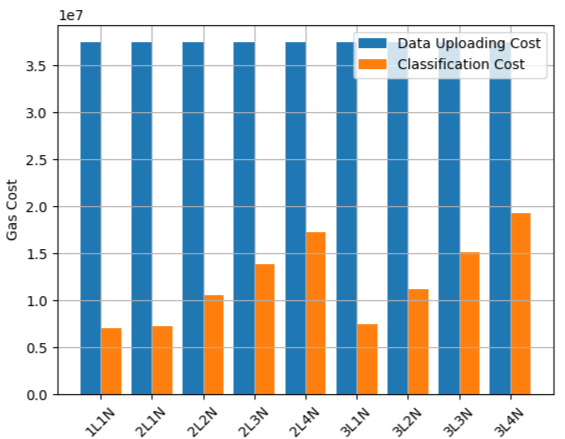 1e7
Data Uploading Cost
Classification Cost
Gas Cost
3.5
3.0
2.5
2.0
1.5
1.0
0.5
0.0
1L1N 2L1N 2L2N 2L3N 2L4N 3L1N 3L2N 3L3N 3L4N